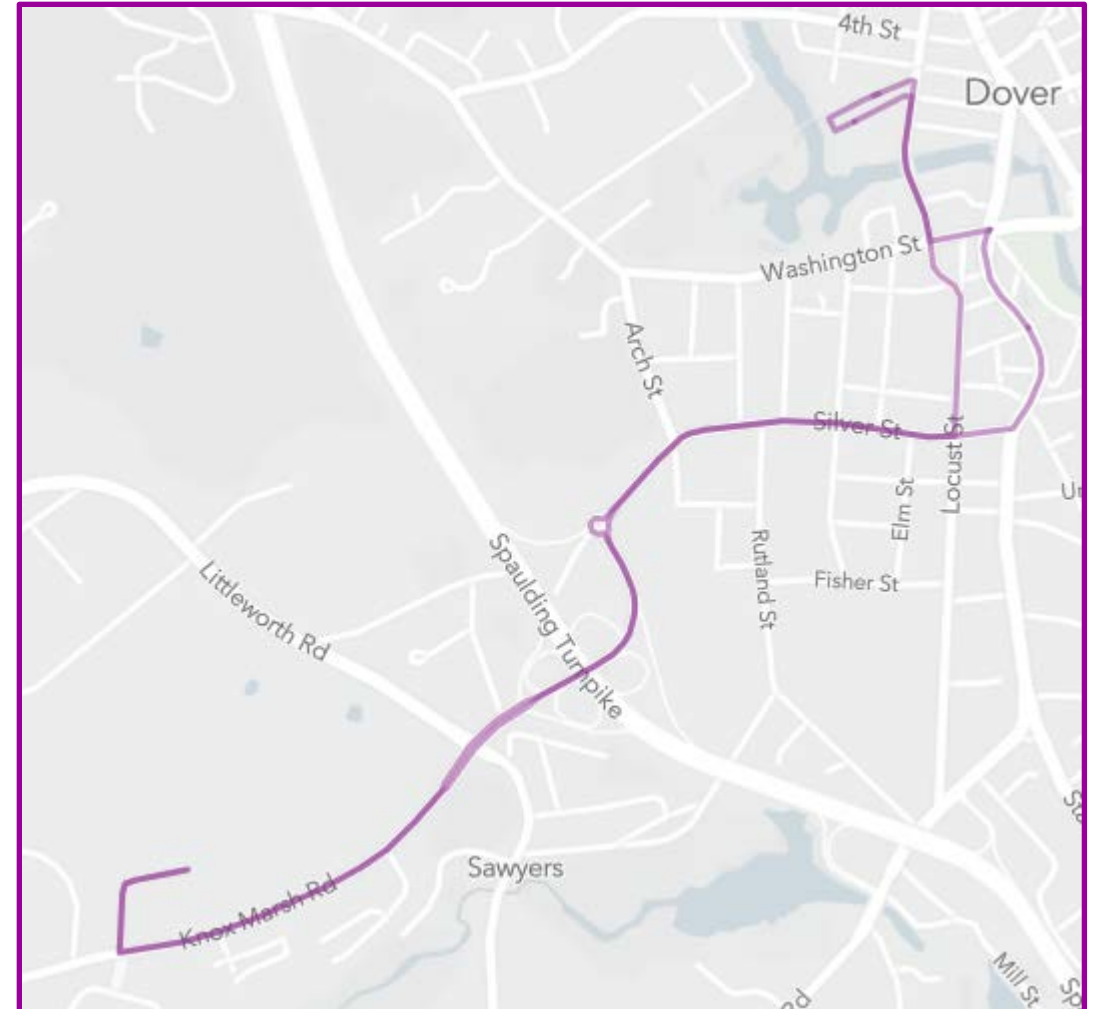 4th St
Dover
Washington St
Arch St
Silver St
Locust St
Elm St
Rutland St
Fisher St
Spaulding Turnpike
Littleworth Rd
Sawyers
Knox Marsh Rd
Mill St
Rd